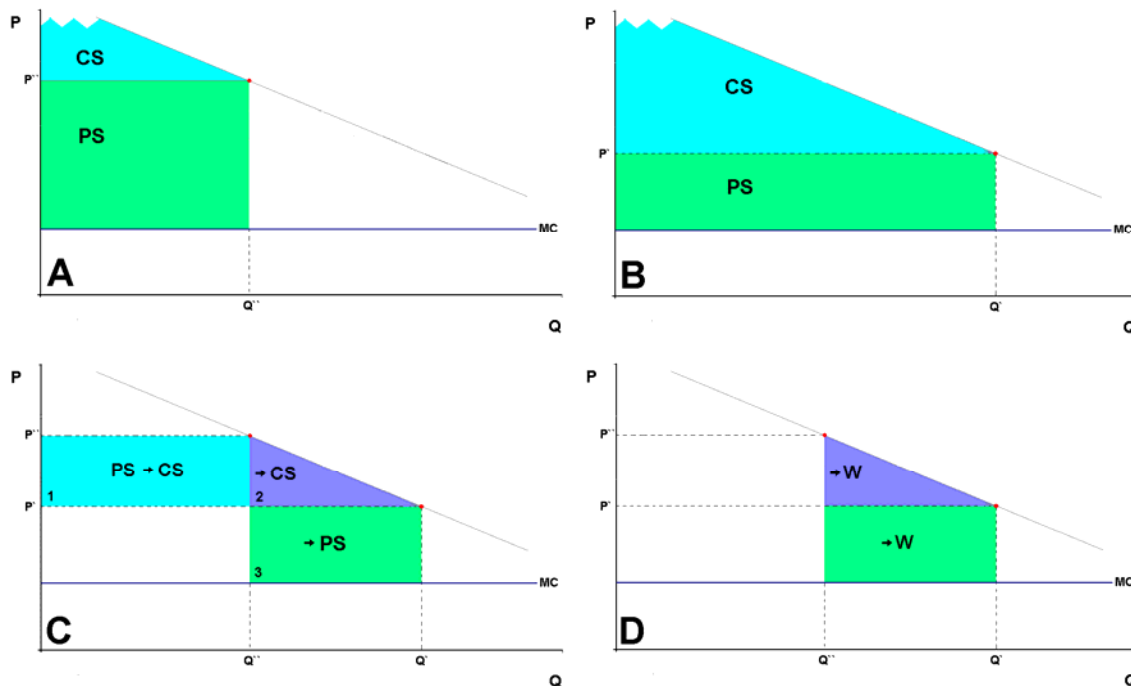 P
CS
P``
PS
MC
A
Q``
Q
P
CS
P`
PS
MC
B
Q`
Q
P
P``
PS → CS
→ CS
1
2
P`
→ PS
3
MC
C
Q``
Q`
Q
P
P``
→ W
P`
→ W
MC
D
Q``
Q`
Q